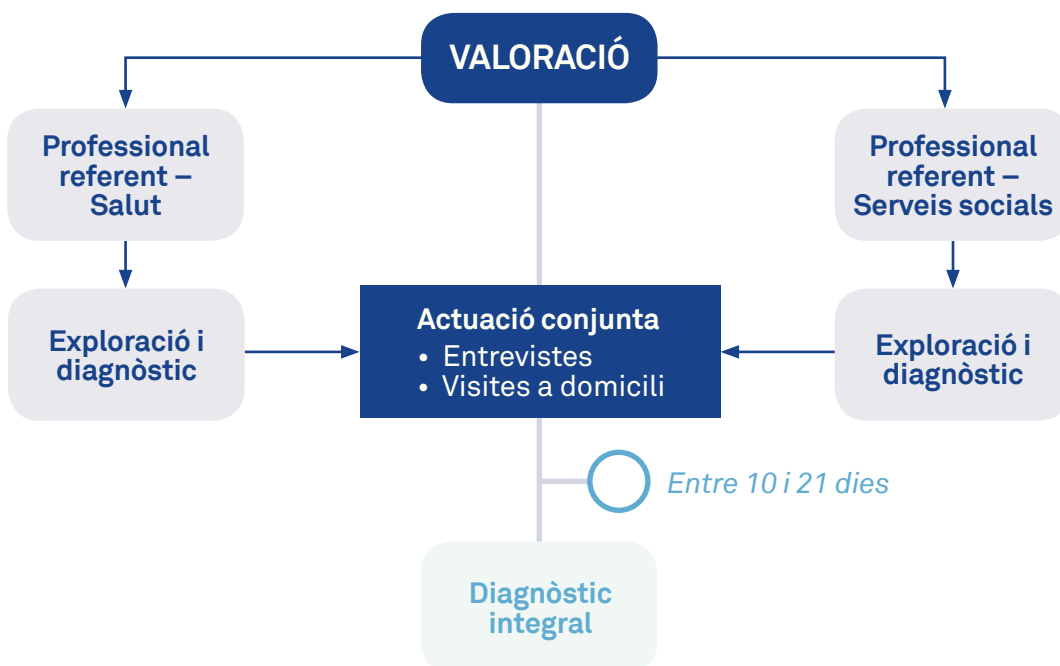 VALORACIÓ
Professional
referent –
Salut
Professional
referent –
Serveis socials
Exploració i
diagnòstic
Actuació conjunta
• Entrevistes
• Visites a domicili
Exploració i
diagnòstic
Entre 10 i 21 dies
Diagnòstic
integral